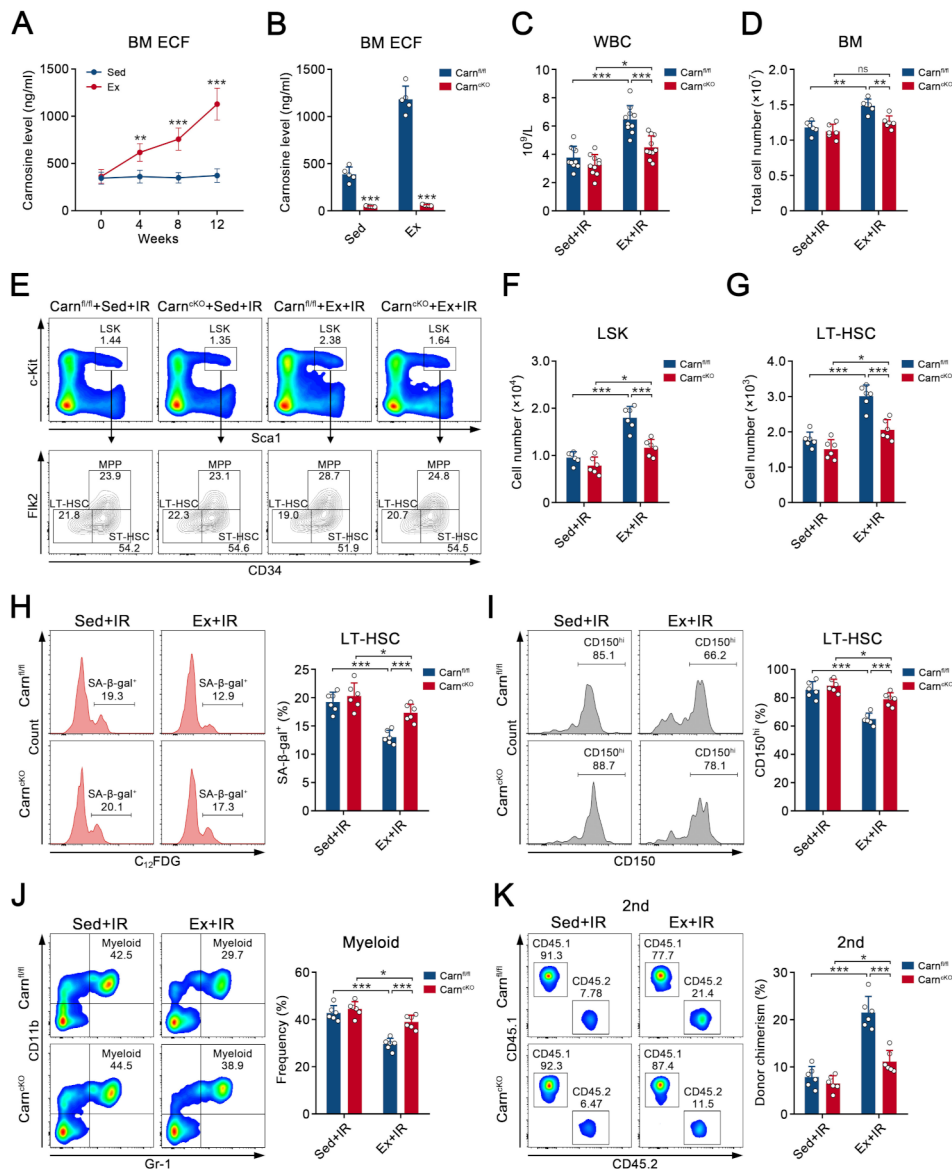 A
BM ECF
Carnosine level (ng/ml)
1500
1000
500
0
Sed
Ex
**
***
***
0 4 8 12
Weeks
B
BM ECF
Carnosine level (ng/ml)
1500
1000
500
0
Carnfl/fl
CarncKO
*** ***
Sed Ex
C
WBC
10⁹/L
10
8
6
4
2
0
Carnfl/fl
CarncKO
*
*** ***
Sed+IR Ex+IR
D
BM
Total cell number (×10⁷)
2.0
1.5
1.0
0.5
0
Carnfl/fl
CarncKO
ns
** **
Sed+IR Ex+IR
E
Carnfl/fl+Sed+IR CarncKO+Sed+IR Carnfl/fl+Ex+IR CarncKO+Ex+IR
LSK LSK LSK LSK
1.44 1.35 2.38 1.64
c-Kit
Sca1
MPP MPP MPP MPP
23.9 23.1 28.7 24.8
LT-HSC LT-HSC LT-HSC LT-HSC
21.8 22.3 19.0 20.7
ST-HSC ST-HSC ST-HSC ST-HSC
54.2 54.6 51.9 54.5
Flk2
CD34
F
LSK
Cell number (×10⁴)
3.0
2.0
1.0
0
Carnfl/fl
CarncKO
*
*** ***
Sed+IR Ex+IR
G
LT-HSC
Cell number (×10³)
4.0
3.0
2.0
1.0
0
Carnfl/fl
CarncKO
*
*** ***
Sed+IR Ex+IR
H
Sed+IR Ex+IR
Carnfl/fl
SA-β-gal⁺ SA-β-gal⁺
19.3 12.9
Count
CarncKO
SA-β-gal⁺ SA-β-gal⁺
20.1 17.3
C₁₂FDG
LT-HSC
SA-β-gal⁺ (%)
25
20
15
10
5
0
Carnfl/fl
CarncKO
*
*** ***
Sed+IR Ex+IR
I
Sed+IR Ex+IR
Carnfl/fl
CD150hi CD150hi
85.1 66.2
Count
CarncKO
CD150hi CD150hi
88.7 78.1
CD150
LT-HSC
CD150hi (%)
100
80
60
40
20
0
Carnfl/fl
CarncKO
*
*** ***
Sed+IR Ex+IR
J
Sed+IR Ex+IR
Carnfl/fl
Myeloid Myeloid
42.5 29.7
CD11b
CarncKO
Myeloid Myeloid
44.5 38.9
Gr-1
Myeloid
Frequency (%)
60
40
20
0
Carnfl/fl
CarncKO
*
*** ***
Sed+IR Ex+IR
K
2nd
Sed+IR Ex+IR
Carnfl/fl
CD45.1 CD45.1
91.3 77.7
CD45.2 CD45.2
7.78 21.4
CD45.1
CarncKO
CD45.1 CD45.1
92.3 87.4
CD45.2 CD45.2
6.47 11.5
CD45.2
2nd
Donor chimerism (%)
30
20
10
0
Carnfl/fl
CarncKO
*
*** ***
Sed+IR Ex+IR